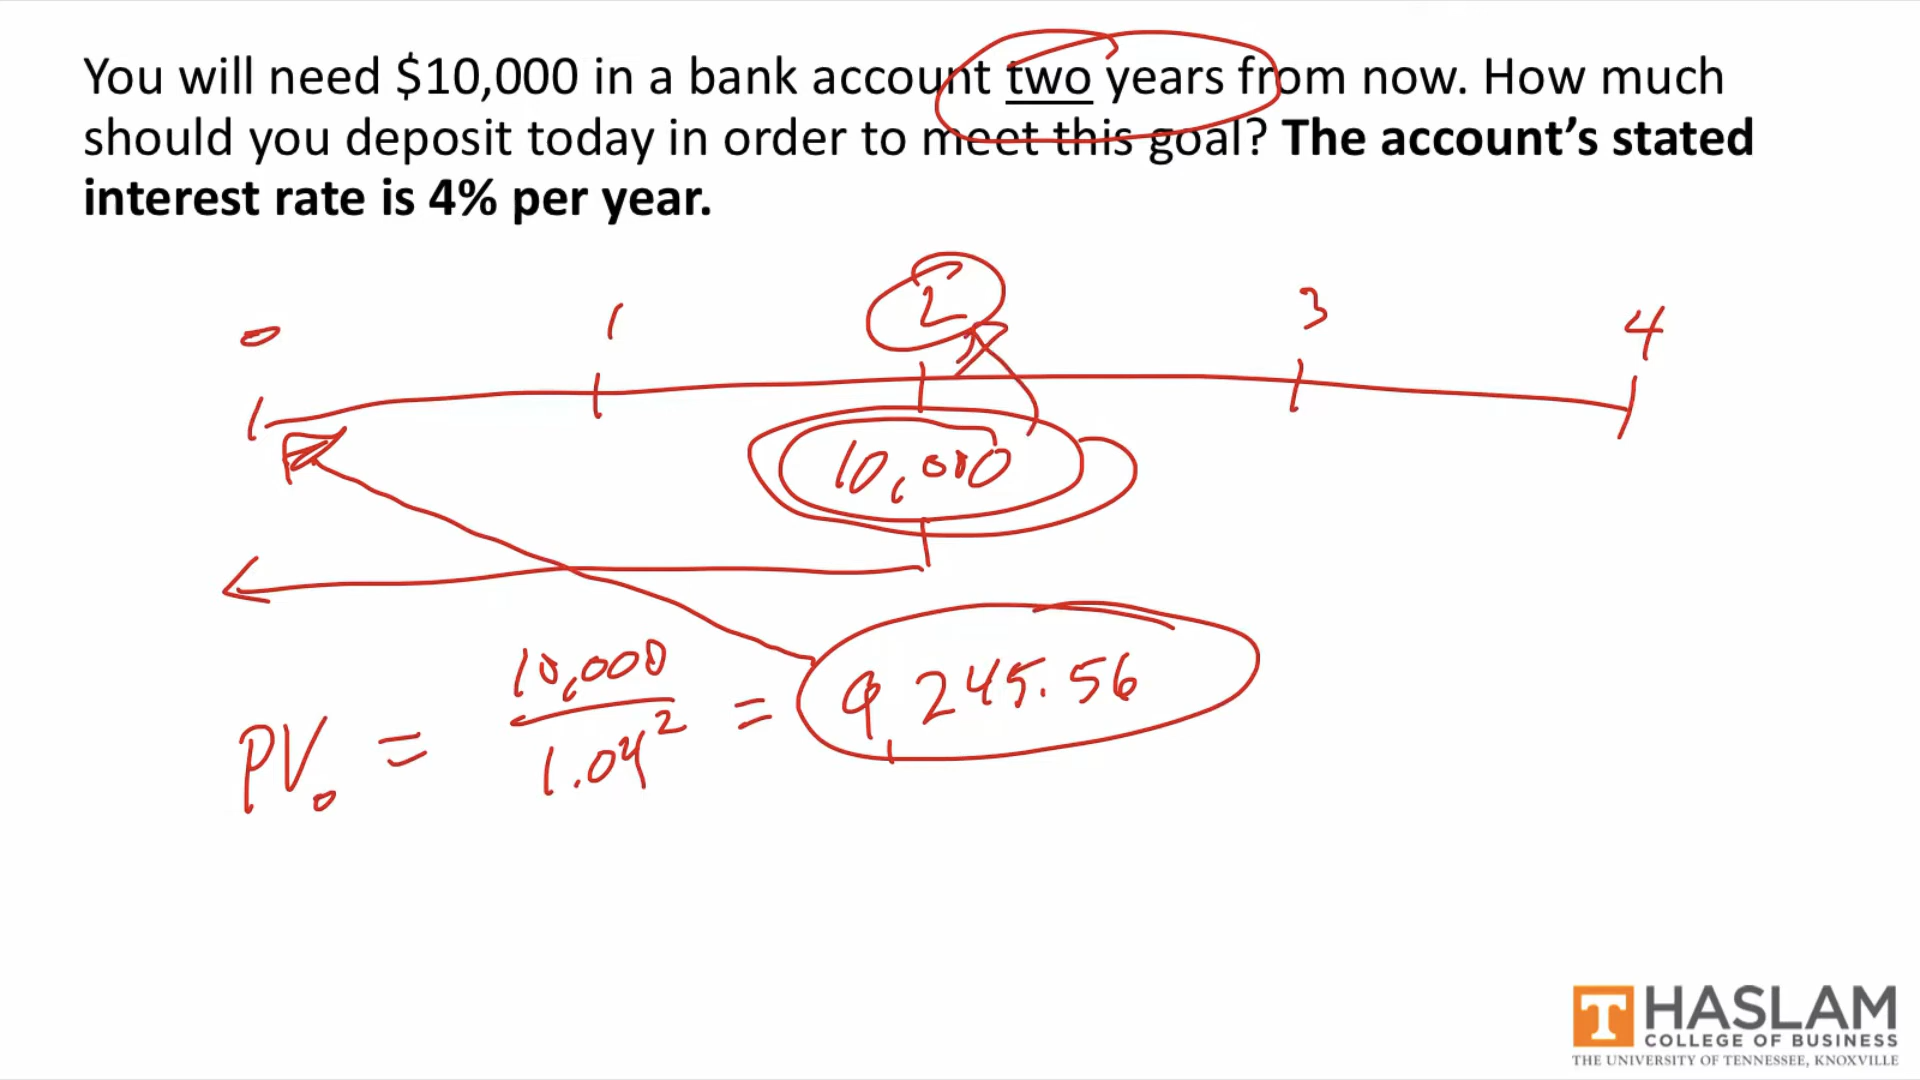 You will need $10,000 in a bank account two years from now. How much
should you deposit today in order to meet this goal? The account’s stated
interest rate is 4% per year.
0 1 2 3 4
10,000
PV0 = 10,000 / 1.04² = 9,245.56
T HASLAM
COLLEGE OF BUSINESS
THE UNIVERSITY OF TENNESSEE, KNOXVILLE